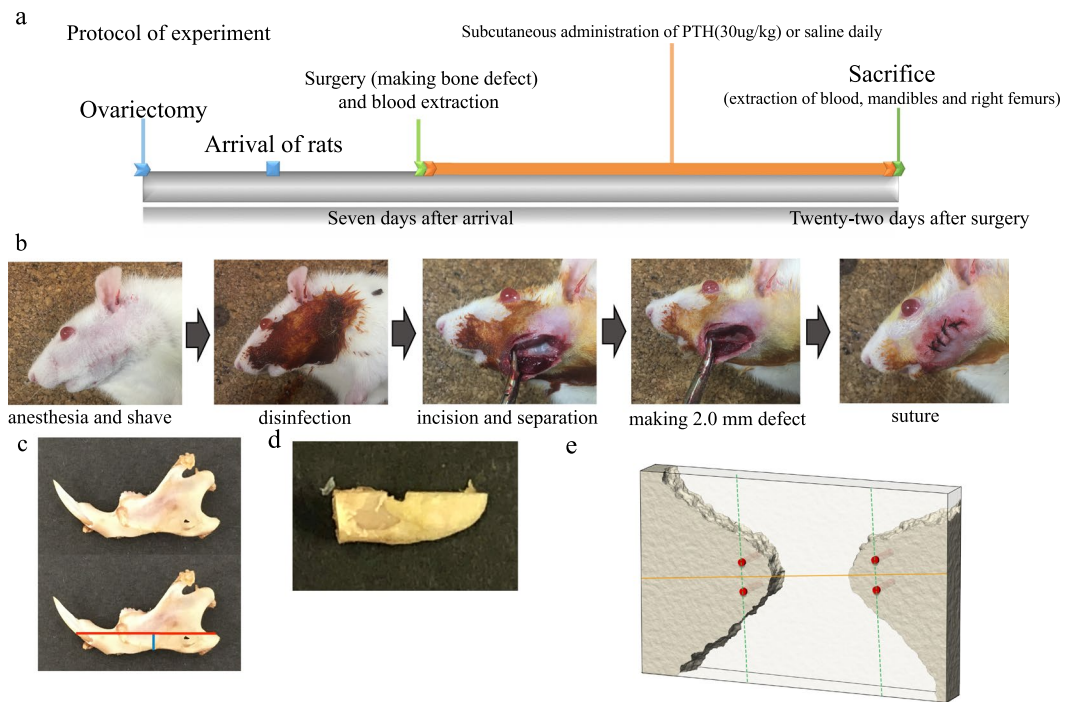 a
Protocol of experiment
Subcutaneous administration of PTH(30ug/kg) or saline daily
Surgery (making bone defect)
and blood extraction
Sacrifice
(extraction of blood, mandibles and right femurs)
Ovariectomy
Arrival of rats
Seven days after arrival
Twenty-two days after surgery
b
anesthesia and shave
disinfection
incision and separation
making 2.0 mm defect
suture
c
d
e